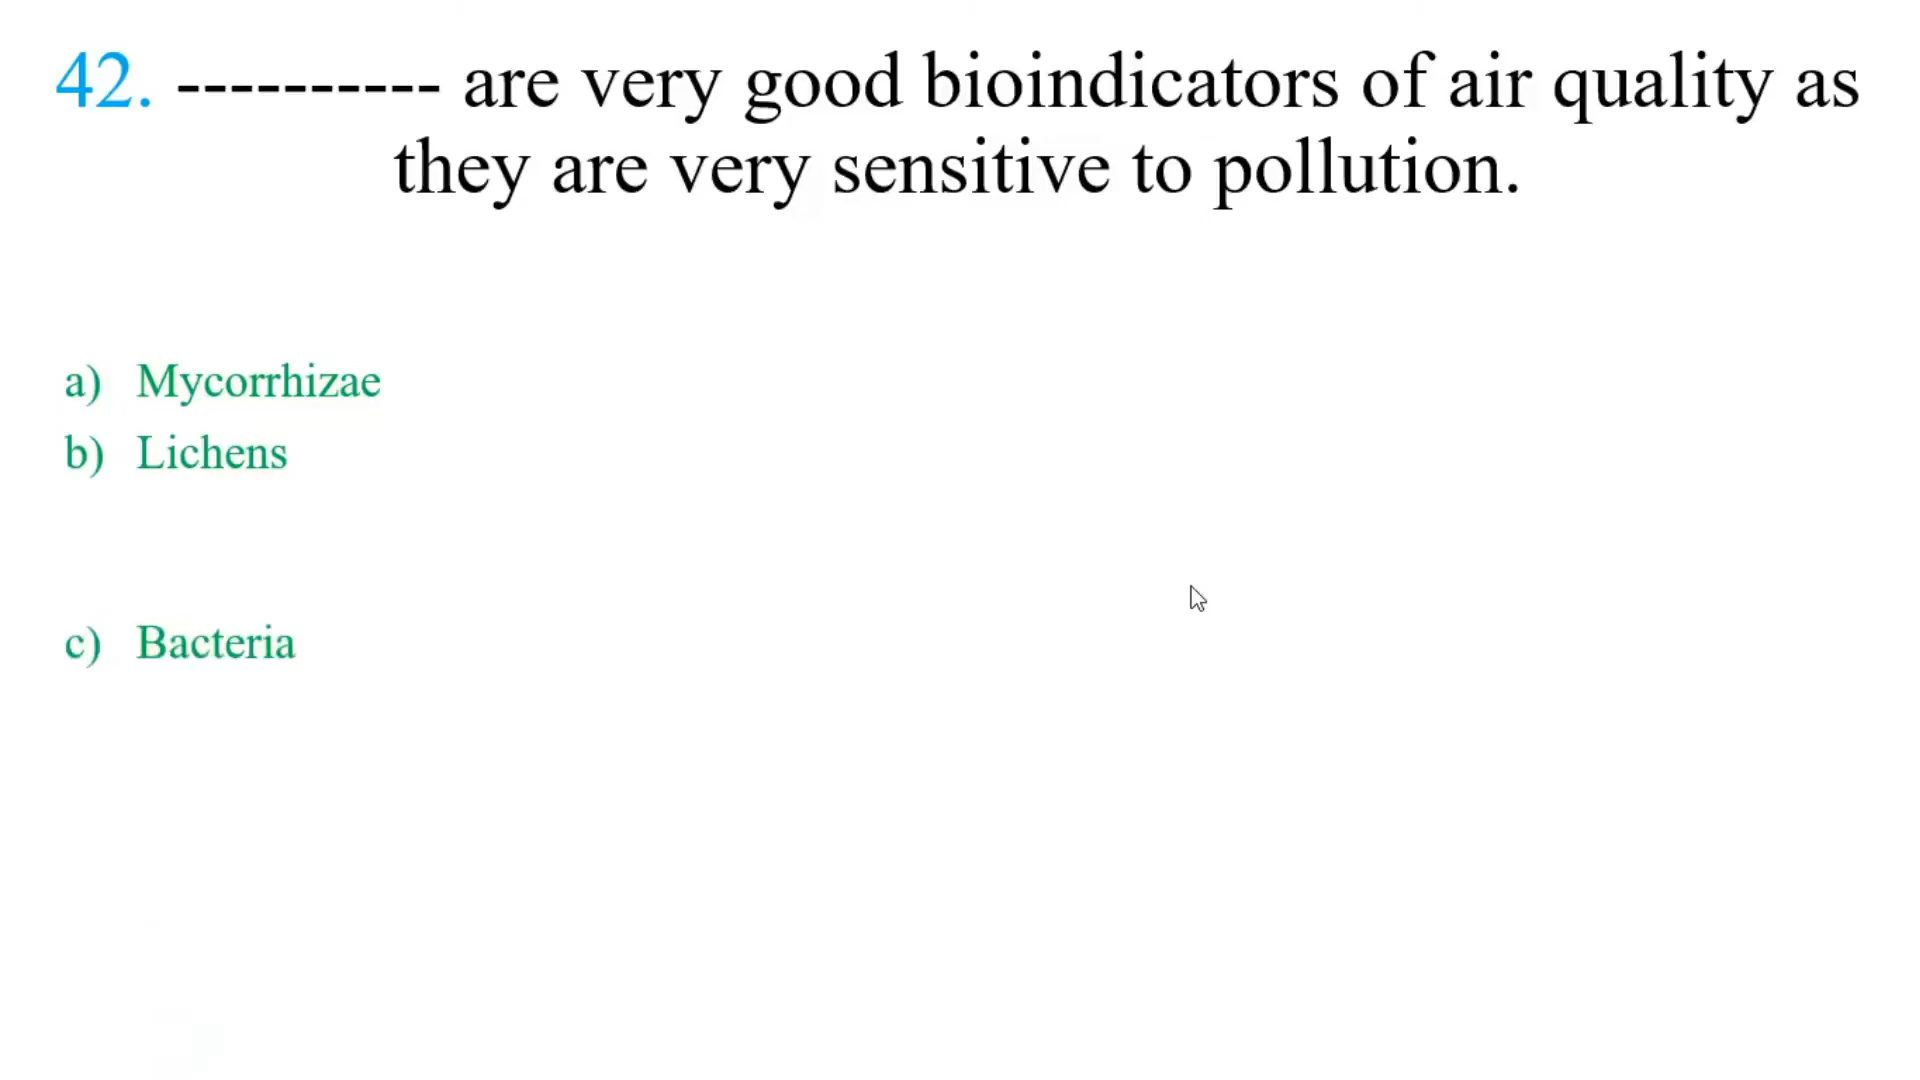 42. ---------- are very good bioindicators of air quality as
they are very sensitive to pollution.
a) Mycorrhizae
b) Lichens
c) Bacteria